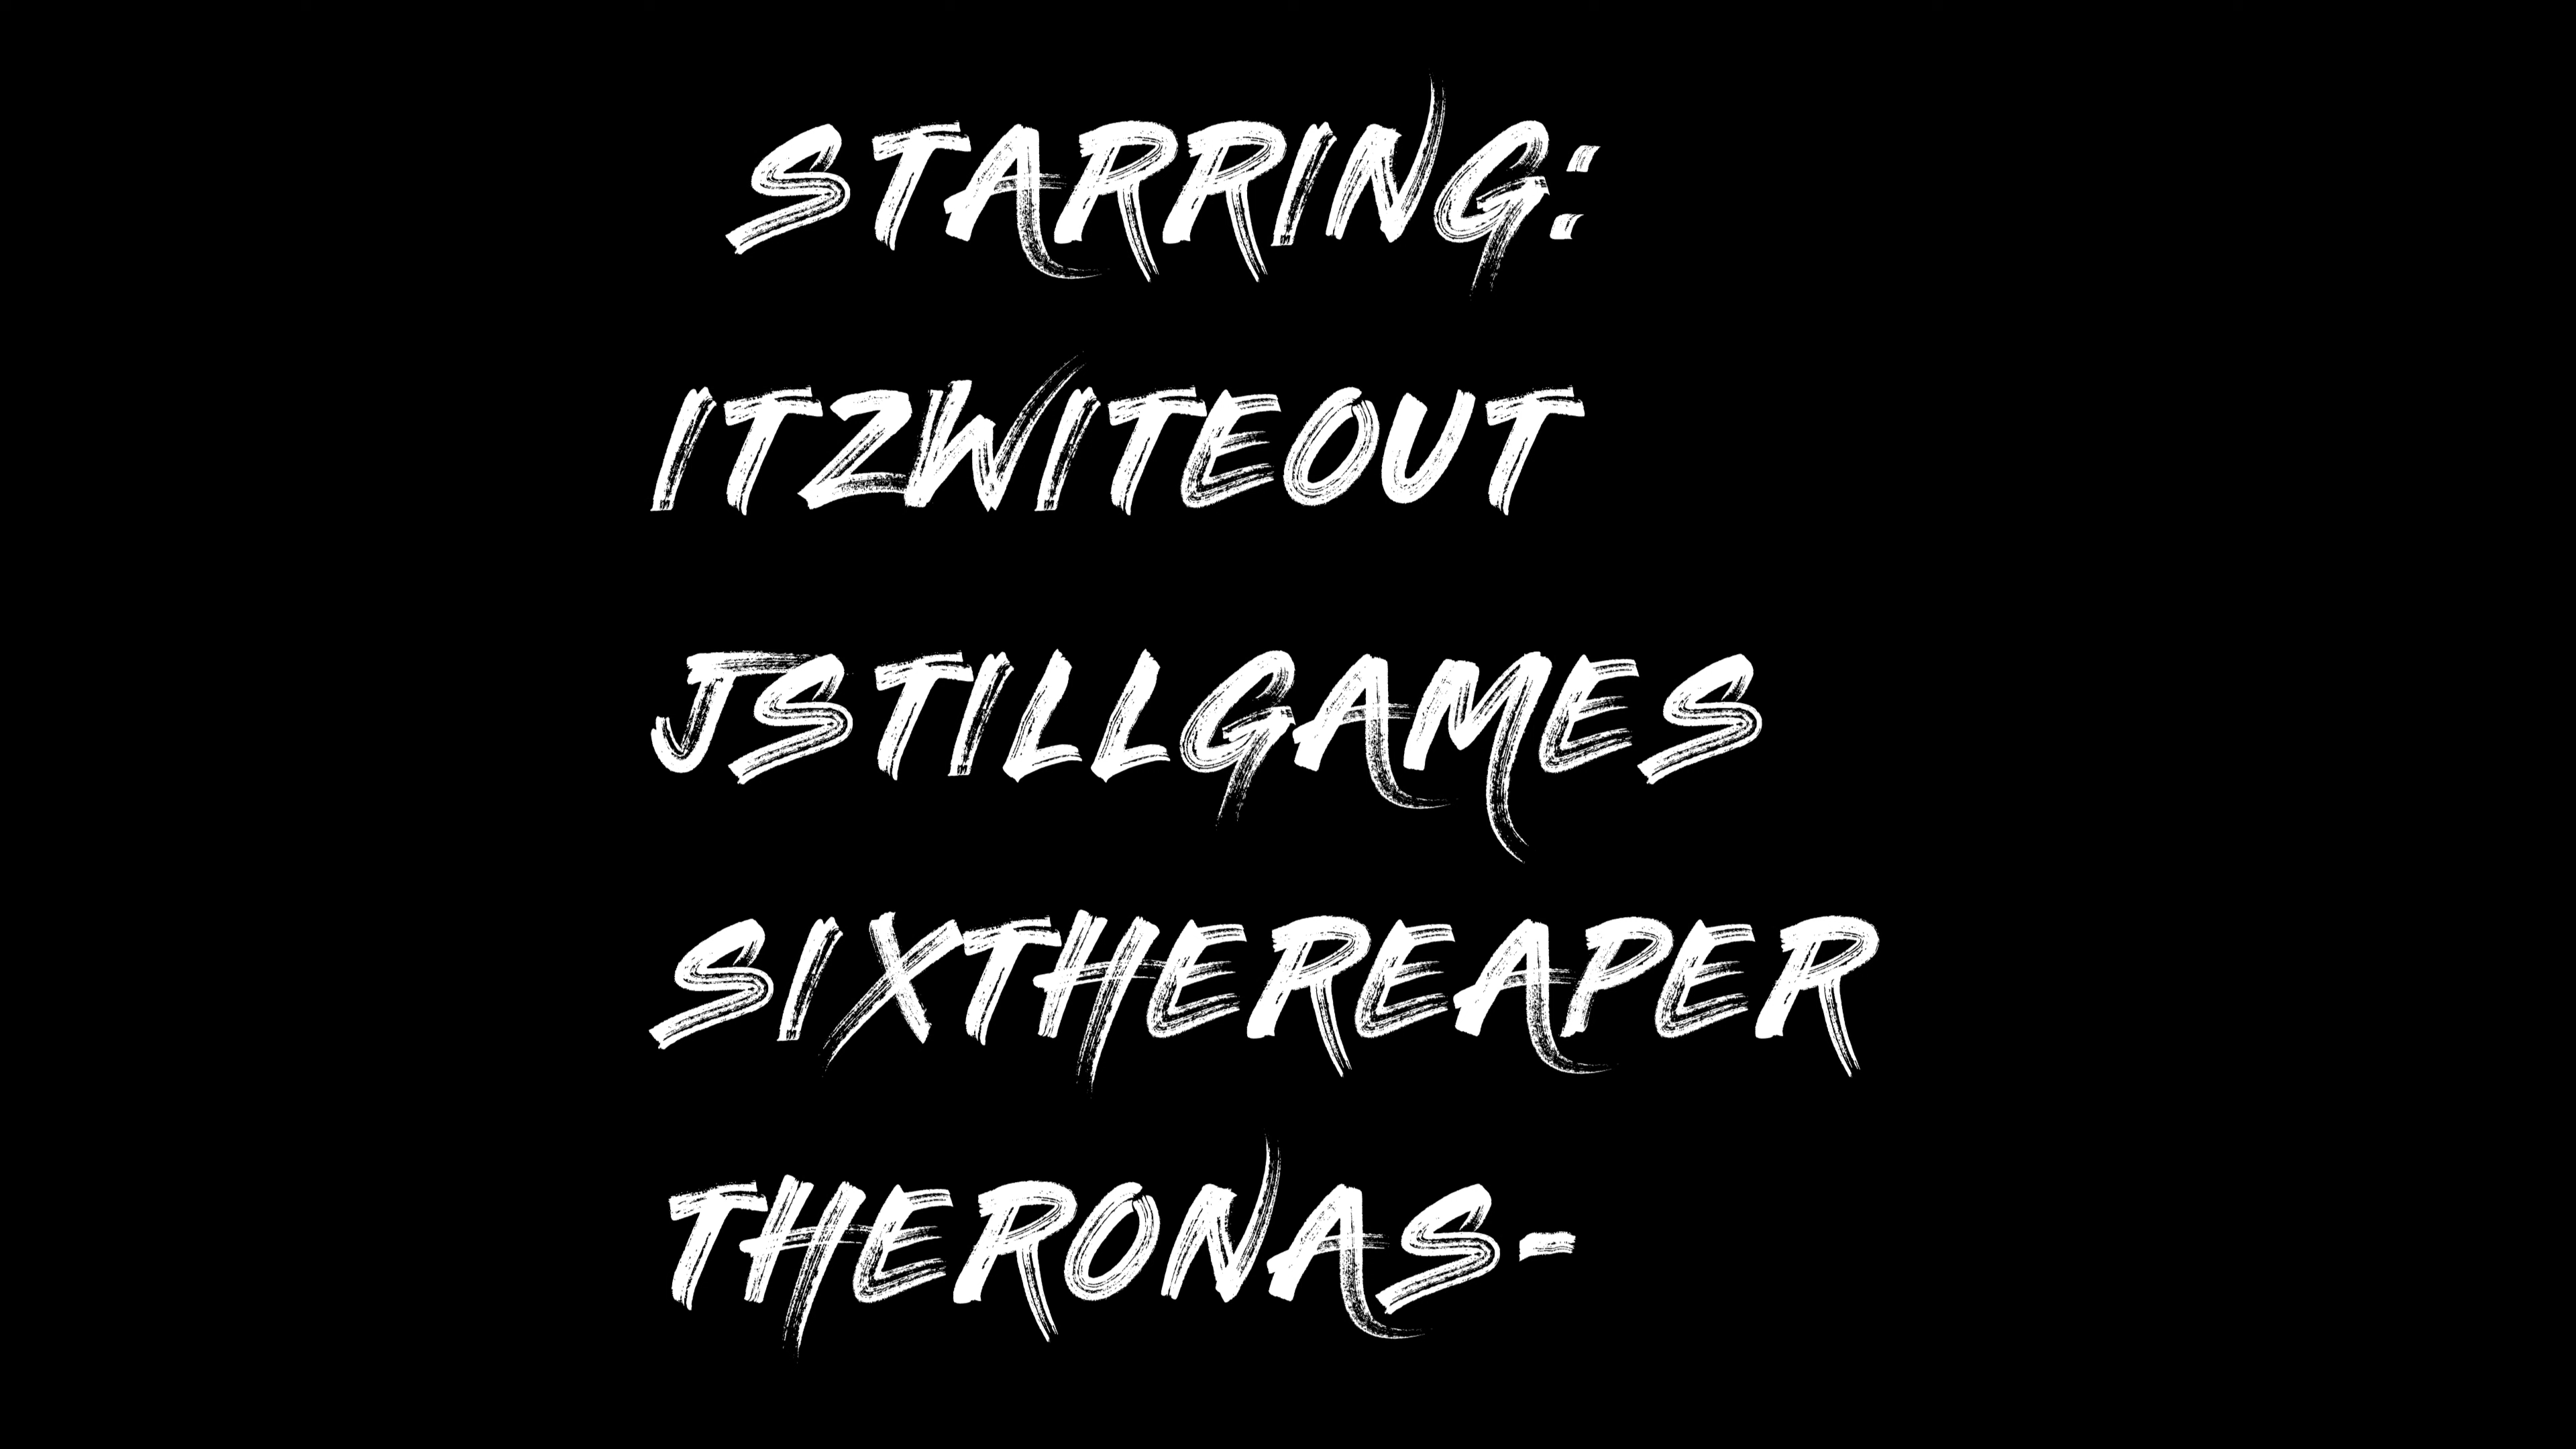 STARRING:
ITZWITEOUT
JSTILLGAMES
SIXTHEREAPER
THERONAS-